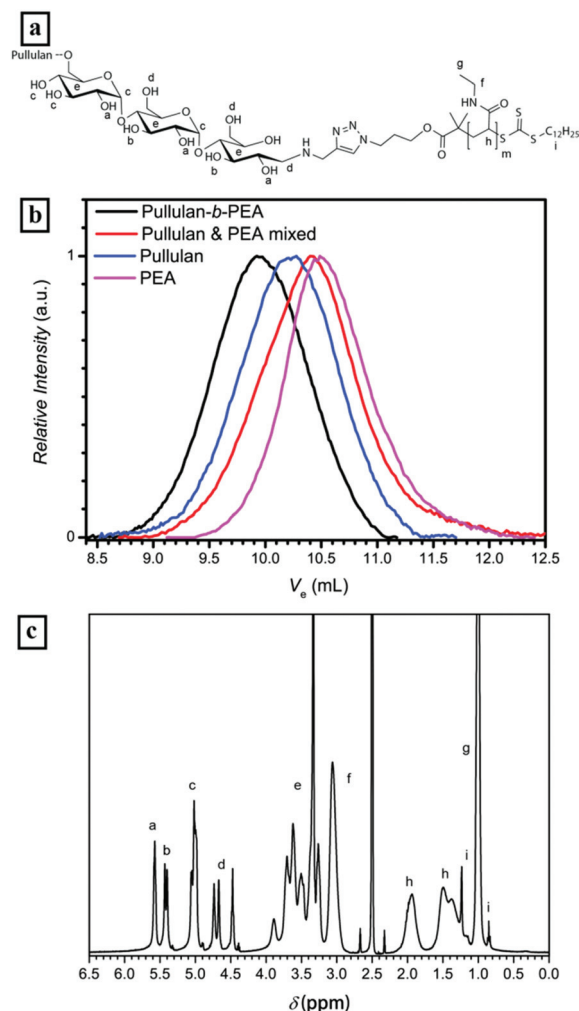 a
Pullulan --O
HO
HO
c
O
e
OH
a
c
O
d
OH
O
e
HO
b
OH
a
c
O
d
OH
OH
e
HO
b
OH
a
d
H
N
N=N
N
O
O
g
f
HN
O
h
m
S
S
S
C12H25
i
b
Pullulan-b-PEA
Pullulan & PEA mixed
Pullulan
PEA
Relative Intensity (a.u.)
1
0
8.5 9.0 9.5 10.0 10.5 11.0 11.5 12.0 12.5
Ve (mL)
c
a
b
c
d
e
f
g
h
h
i
i
6.5 6.0 5.5 5.0 4.5 4.0 3.5 3.0 2.5 2.0 1.5 1.0 0.5 0.0
δ(ppm)